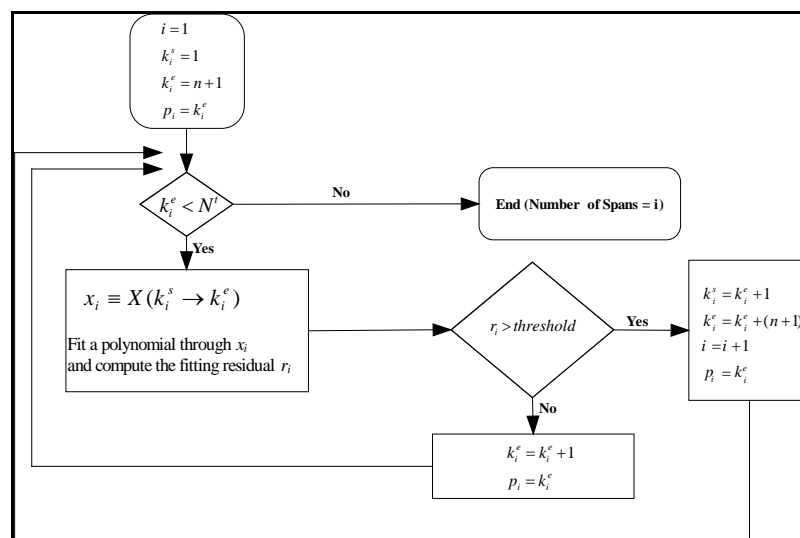 i = 1
k_i^s = 1
k_i^e = n + 1
p_i = k_i^e
k_i^e < N^t
No
End (Number of Spans = i)
Yes
x_i ≡ X(k_i^s → k_i^e)
Fit a polynomial through x_i
and compute the fitting residual r_i
r_i > threshold
Yes
k_i^s = k_i^e + 1
k_i^e = k_i^e + (n + 1)
i = i + 1
p_i = k_i^e
No
k_i^e = k_i^e + 1
p_i = k_i^e